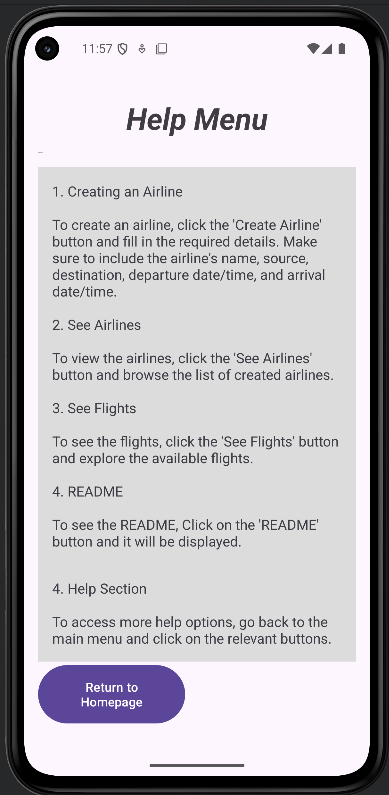 11:57
Help Menu
1. Creating an Airline
To create an airline, click the 'Create Airline'
button and fill in the required details. Make
sure to include the airline's name, source,
destination, departure date/time, and arrival
date/time.
2. See Airlines
To view the airlines, click the 'See Airlines'
button and browse the list of created airlines.
3. See Flights
To see the flights, click the 'See Flights' button
and explore the available flights.
4. README
To see the README, Click on the 'README'
button and it will be displayed.
4. Help Section
To access more help options, go back to the
main menu and click on the relevant buttons.
Return to
Homepage